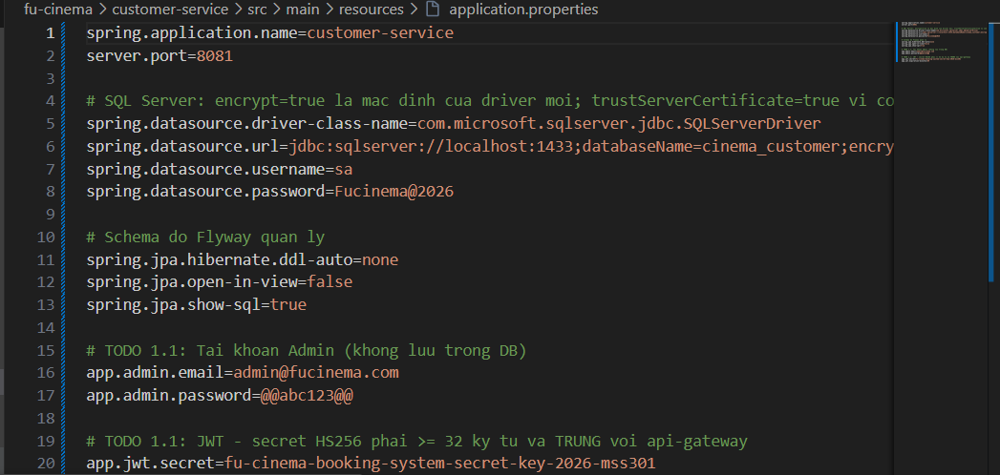 fu-cinema > customer-service > src > main > resources > application.properties
1 spring.application.name=customer-service
2 server.port=8081
3
4 # SQL Server: encrypt=true la mac dinh cua driver moi; trustServerCertificate=true vi co
5 spring.datasource.driver-class-name=com.microsoft.sqlserver.jdbc.SQLServerDriver
6 spring.datasource.url=jdbc:sqlserver://localhost:1433;databaseName=cinema_customer;encry
7 spring.datasource.username=sa
8 spring.datasource.password=Fucinema@2026
9
10 # Schema do Flyway quan ly
11 spring.jpa.hibernate.ddl-auto=none
12 spring.jpa.open-in-view=false
13 spring.jpa.show-sql=true
14
15 # TODO 1.1: Tai khoan Admin (khong luu trong DB)
16 app.admin.email=admin@fucinema.com
17 app.admin.password=@@abc123@@
18
19 # TODO 1.1: JWT - secret HS256 phai >= 32 ky tu va TRUNG voi api-gateway
20 app.jwt.secret=fu-cinema-booking-system-secret-key-2026-mss301